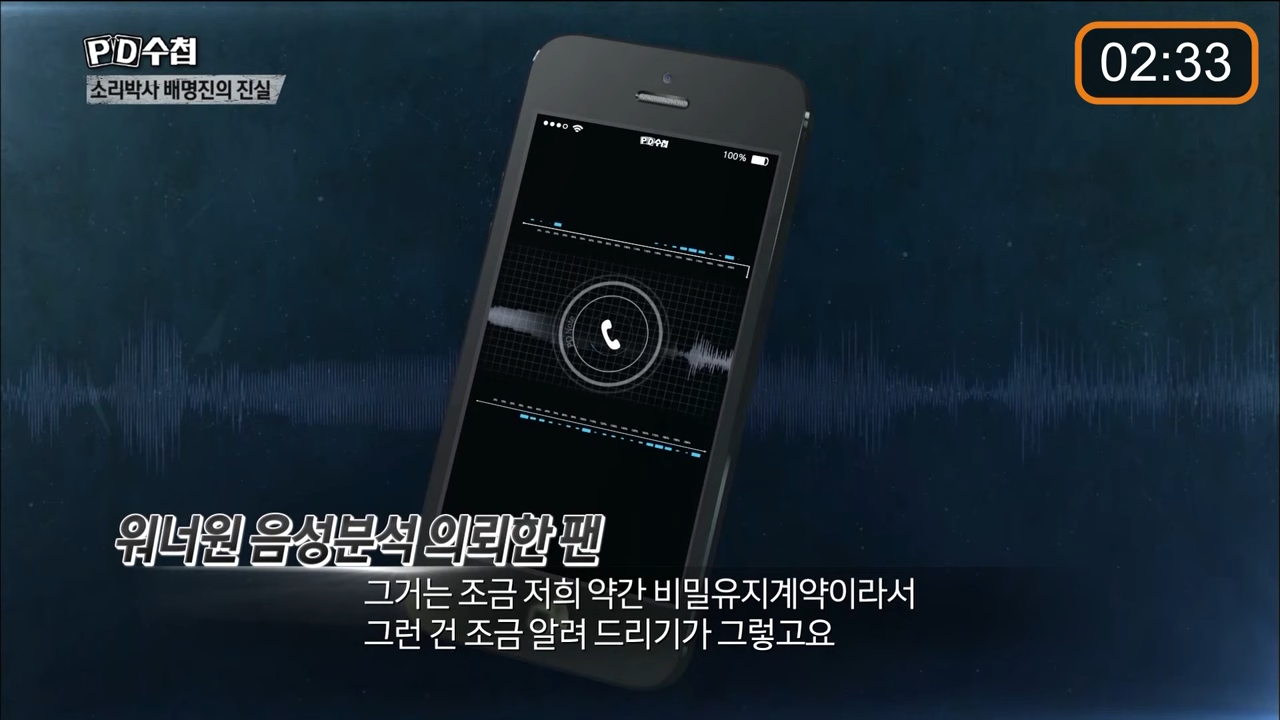 PD수첩
소리박사 배명진의 진실
02:33
PD수첩
100%
워너원 음성분석 의뢰한 팬
그거는 조금 저희 약간 비밀유지계약이라서
그런 건 조금 알려 드리기가 그렇고요